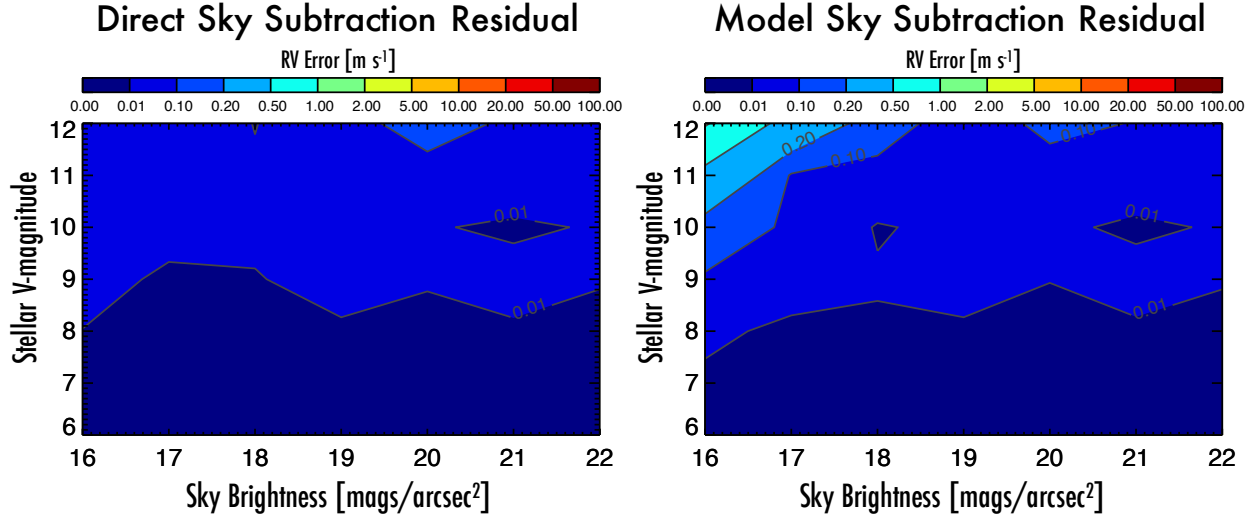 Direct Sky Subtraction Residual
RV Error [m s-1]
0.00 0.01 0.10 0.20 0.50 1.00 2.00 5.00 10.00 20.00 50.00 100.00
12
11
10
9
8
7
6
0.01
0.01
Stellar V-magnitude
16 17 18 19 20 21 22
Sky Brightness [mags/arcsec2]
Model Sky Subtraction Residual
RV Error [m s-1]
0.00 0.01 0.10 0.20 0.50 1.00 2.00 5.00 10.00 20.00 50.00 100.00
12
11
10
9
8
7
6
0.20
0.10
0.10
0.01
0.01
Stellar V-magnitude
16 17 18 19 20 21 22
Sky Brightness [mags/arcsec2]